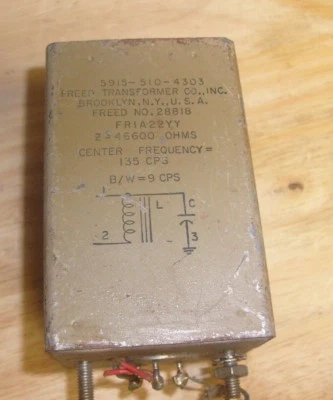 5915-510-4303
FREED TRANSFORMER CO., INC.
BROOKLYN, N.Y., U.S.A.
FREED NO. 28818
FR1A22YY
46600 OHMS
CENTER FREQUENCY =
135 CPS
B/W = 9 CPS
1
L
C
2
3